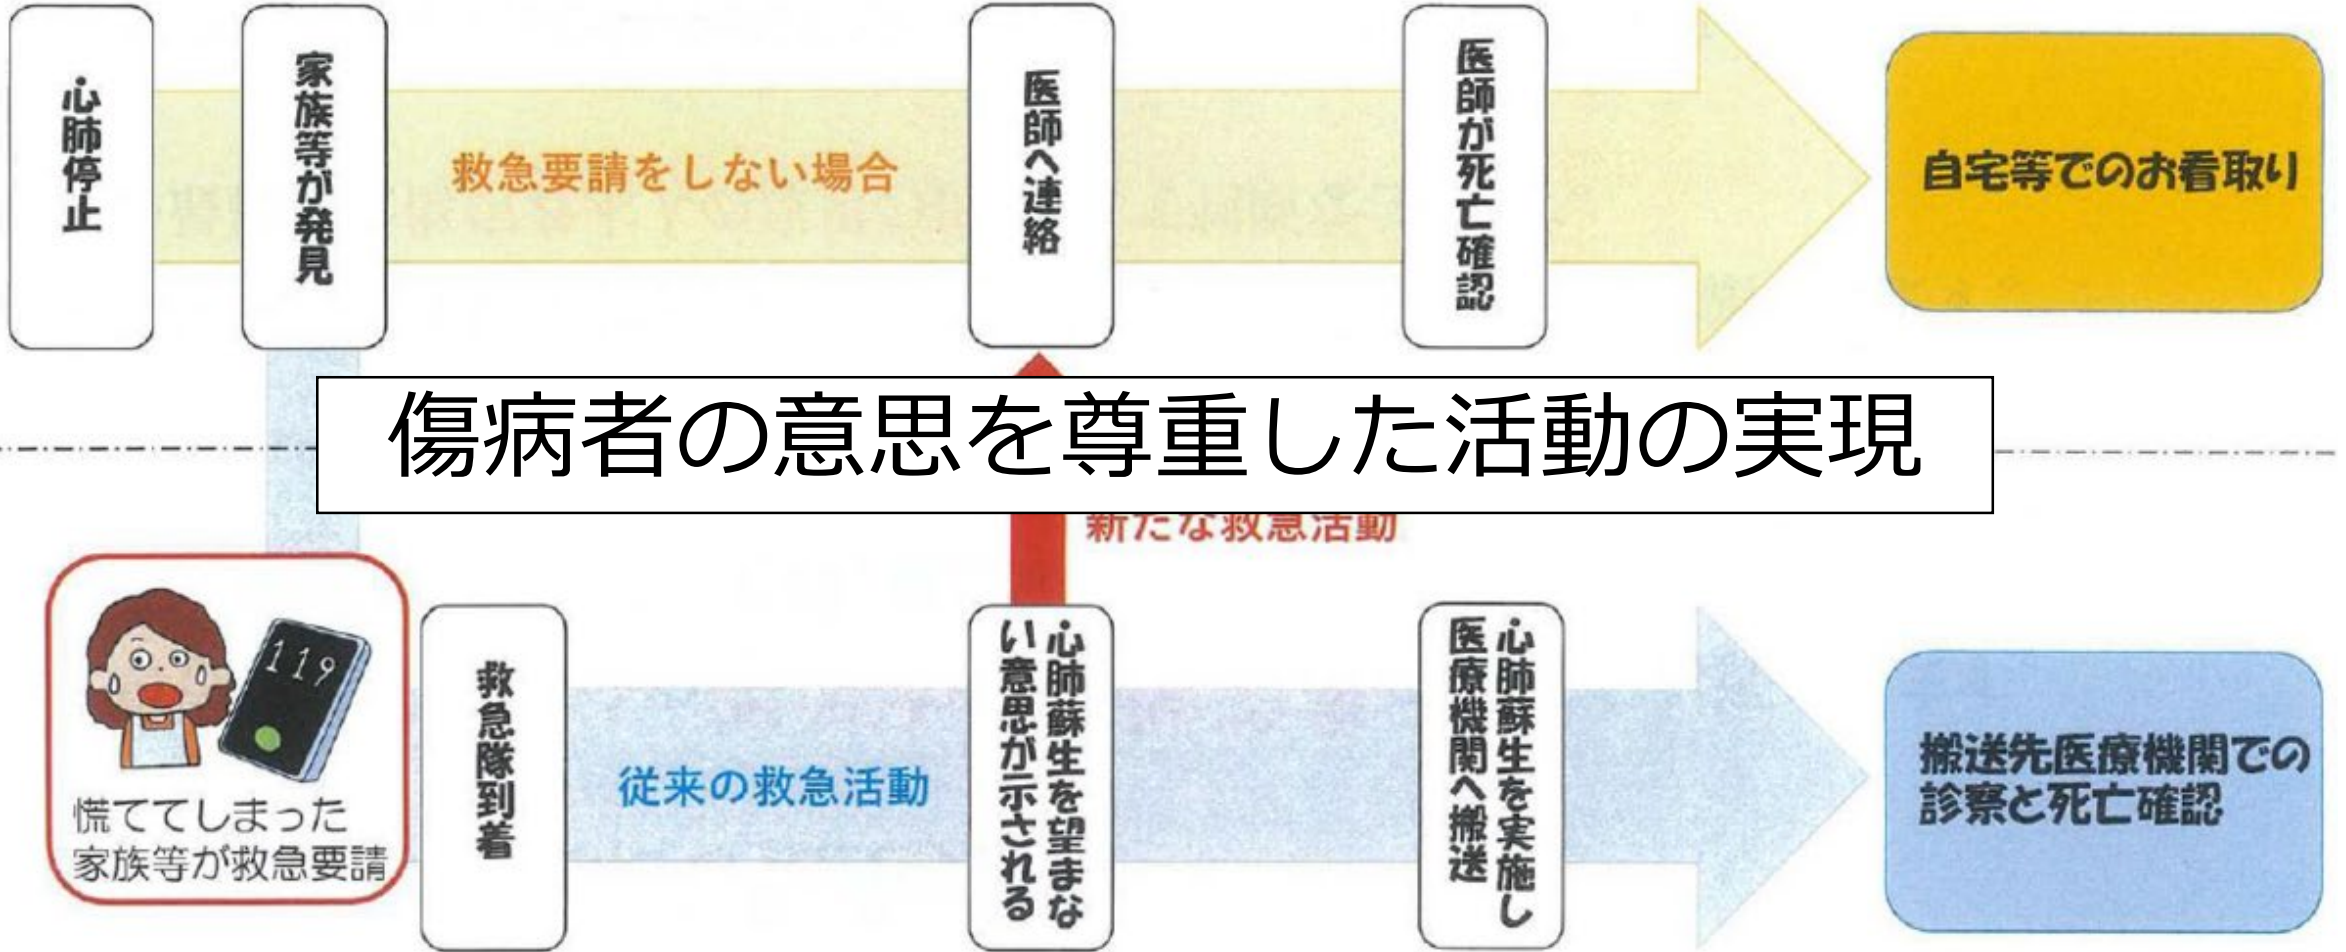 心肺停止
家族等が発見
救急要請をしない場合
医師へ連絡
医師が死亡確認
自宅等でのお看取り
傷病者の意思を尊重した活動の実現
新たな救急活動
119
慌ててしまった
家族等が救急要請
救急隊到着
従来の救急活動
心肺蘇生を望まな
い意思が示される
心肺蘇生を実施し
医療機関へ搬送
搬送先医療機関での
診察と死亡確認